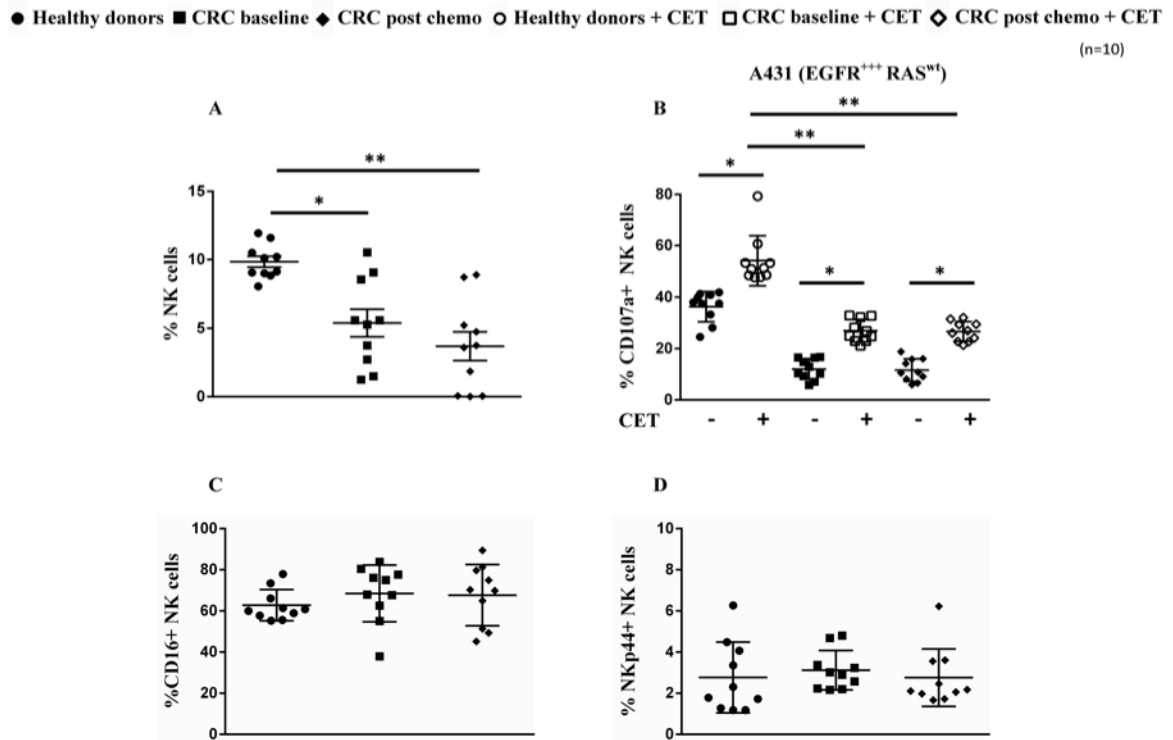 Healthy donors CRC baseline CRC post chemo Healthy donors + CET CRC baseline + CET CRC post chemo + CET
(n=10)
A
% NK cells
15
10
5
0
*
**
A431 (EGFR+++ RASwt)
B
% CD107a+ NK cells
80
60
40
20
0
*
**
**
*
*
CET - + - + - +
C
%CD16+ NK cells
100
80
60
40
20
0
D
% NKp44+ NK cells
10
8
6
4
2
0